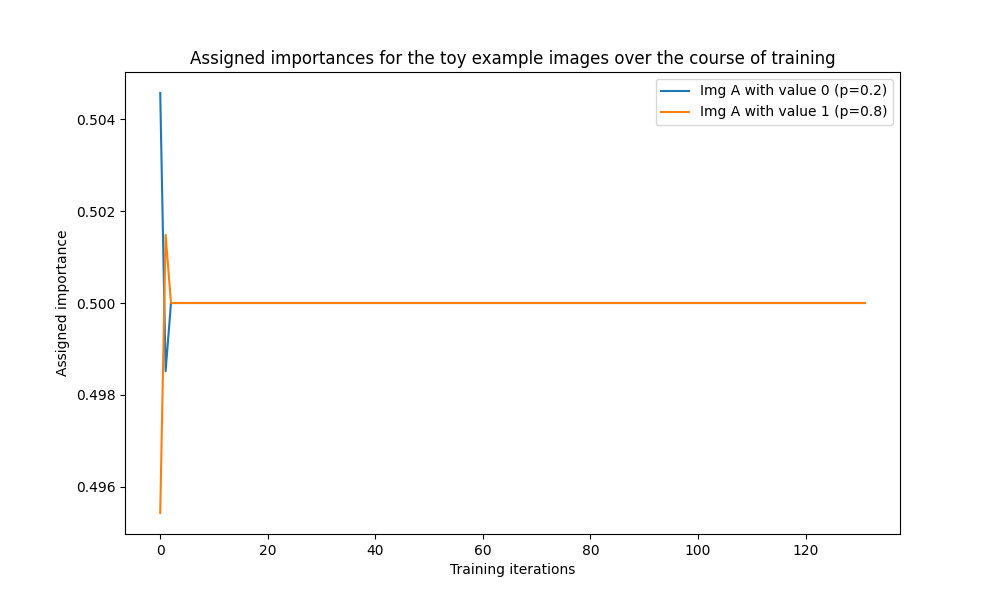 Assigned importances for the toy example images over the course of training
Img A with value 0 (p=0.2)
Img A with value 1 (p=0.8)
0.504
0.502
0.500
0.498
0.496
Assigned importance
0 20 40 60 80 100 120
Training iterations